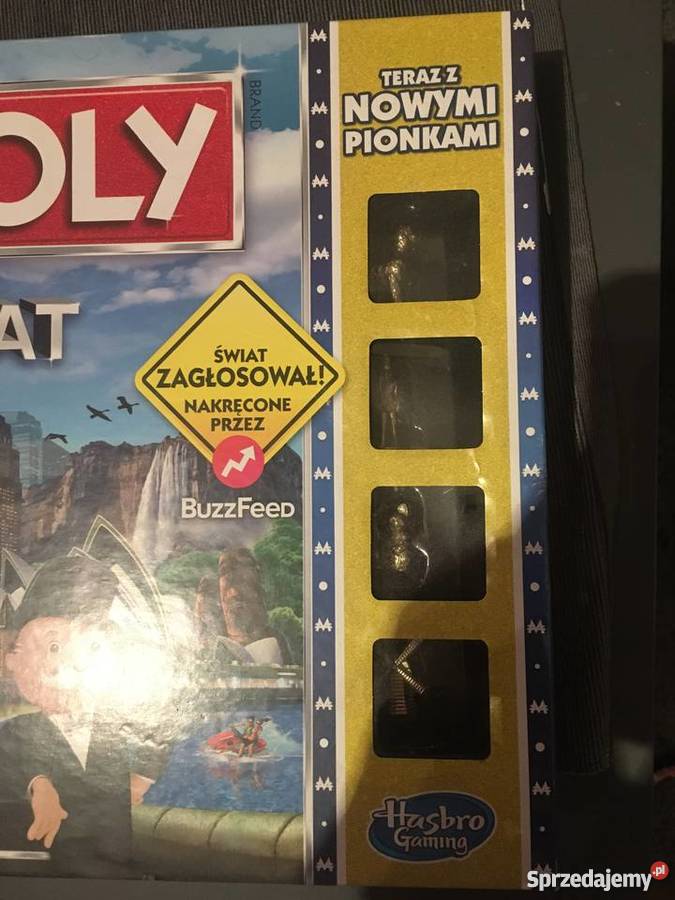 OLY
BRAND
AT
TERAZ Z
NOWYMI
PIONKAMI
ŚWIAT
ZAGŁOSOWAŁ!
NAKRĘCONE
PRZEZ
BUZZFEED
Hasbro
Gaming
Sprzedajemy.pl